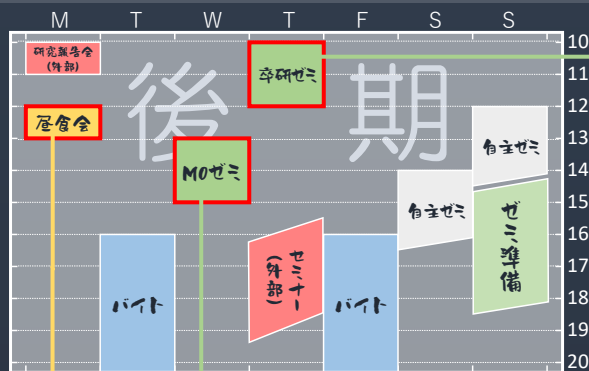 M T W T F S S
後期
研究報告会
(外部)
昼食会
バイト
MOゼミ
卒研ゼミ
セミナー
(外部)
バイト
自主ゼミ
自主ゼミ
ゼミ準備
10
11
12
13
14
15
16
17
18
19
20